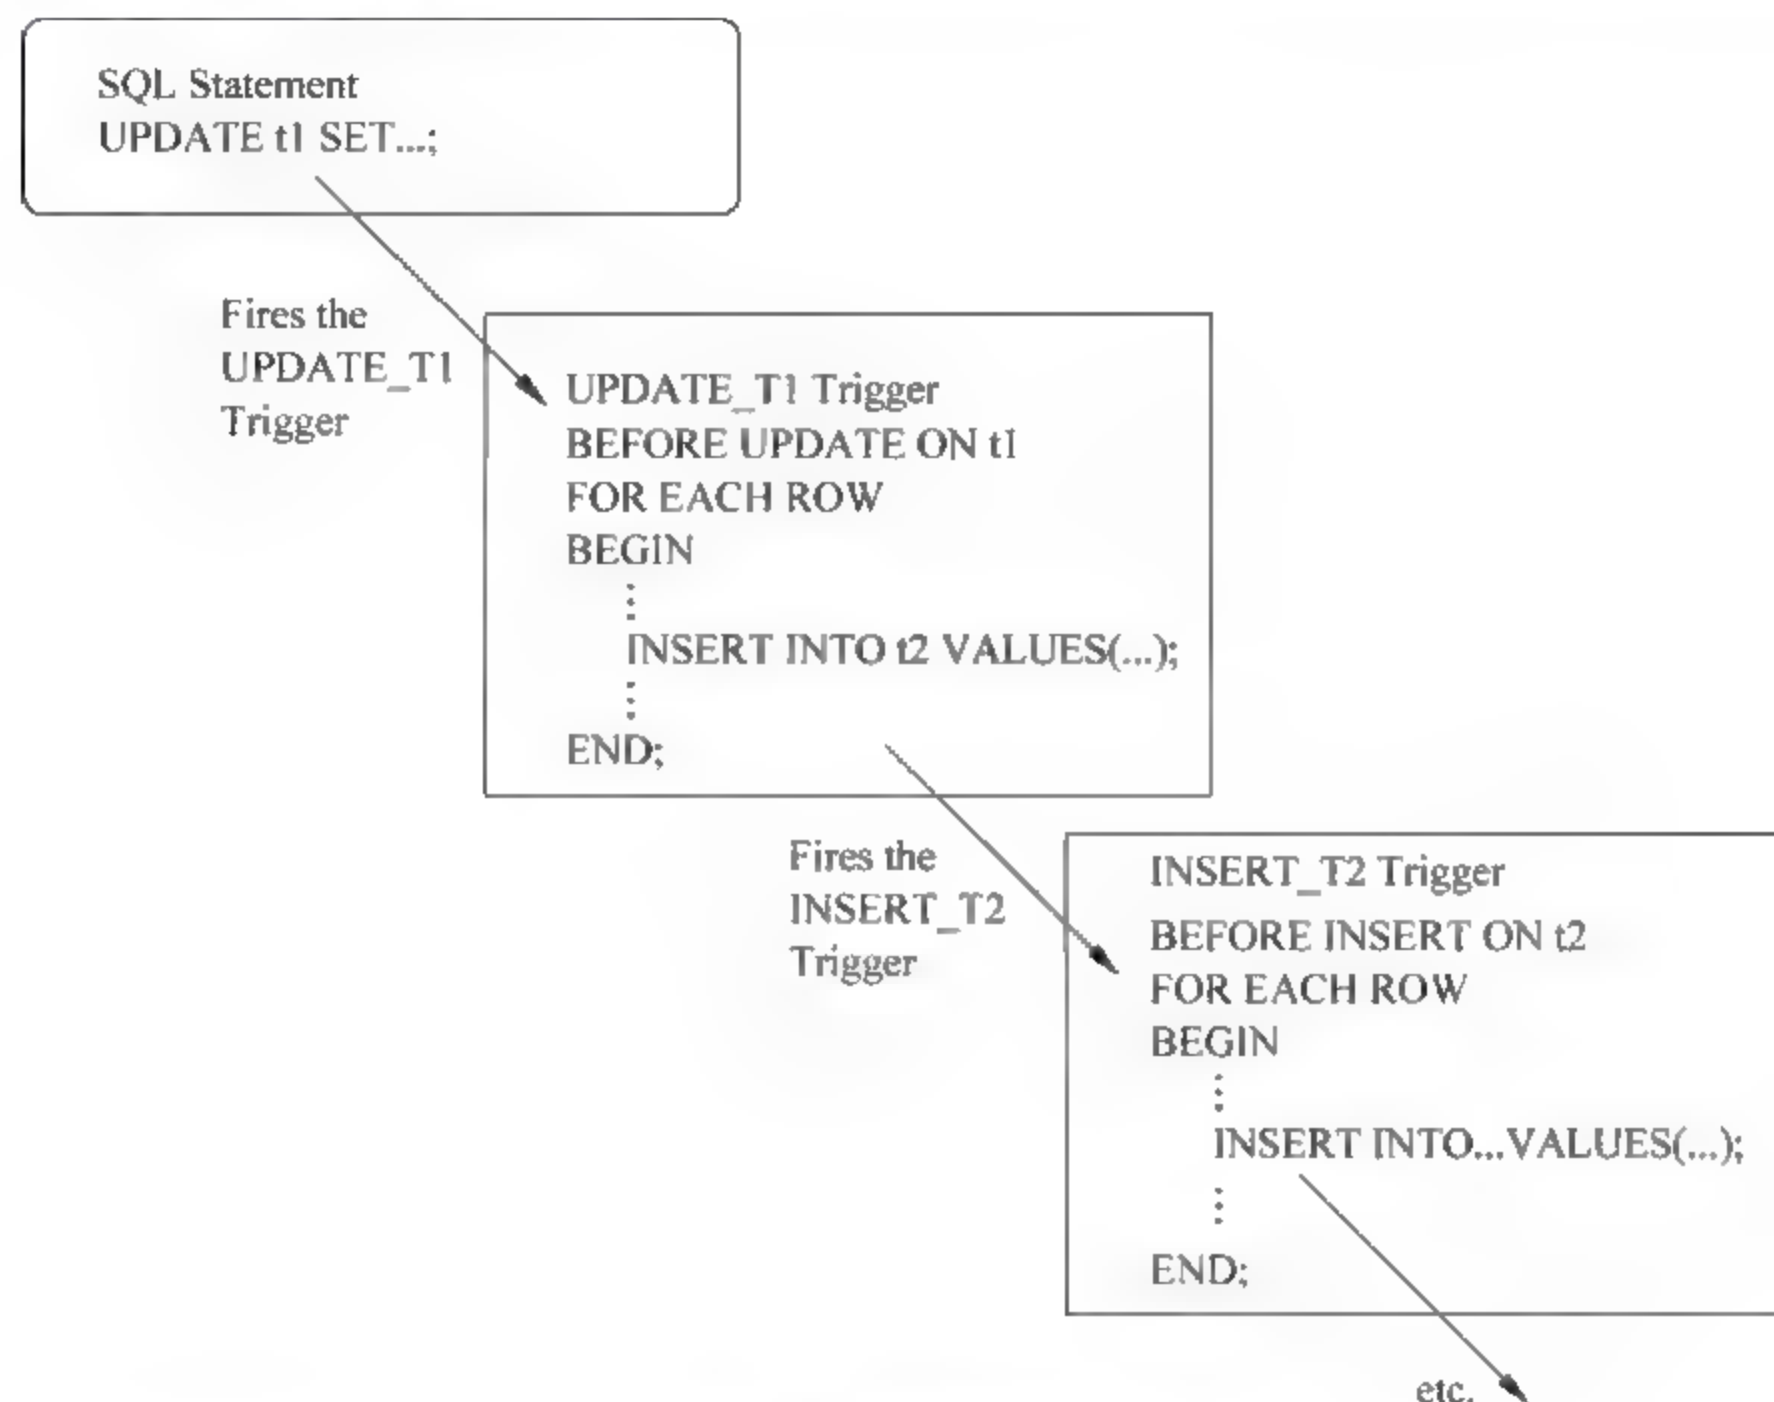 SQL Statement
UPDATE t1 SET...;
Fires the
UPDATE_T1
Trigger
UPDATE_T1 Trigger
BEFORE UPDATE ON t1
FOR EACH ROW
BEGIN
INSERT INTO t2 VALUES(...);
END;
Fires the
INSERT_T2
Trigger
INSERT_T2 Trigger
BEFORE INSERT ON t2
FOR EACH ROW
BEGIN
INSERT INTO...VALUES(...);
END;
etc.